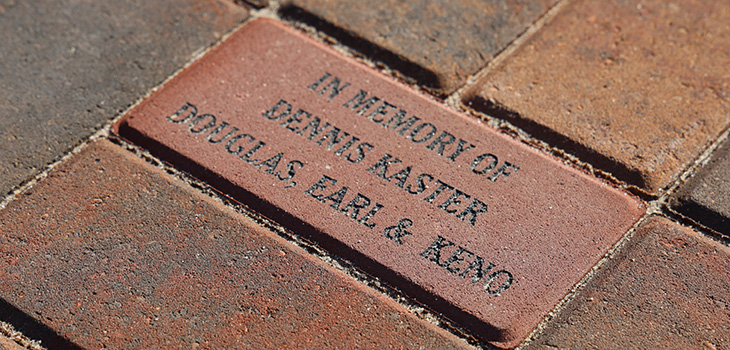 IN MEMORY OF
DENNIS KASTER
DOUGLAS, EARL & KENO